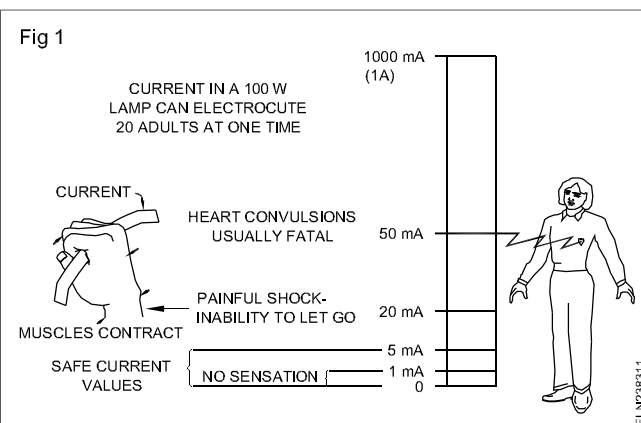 Fig 1
1000 mA
(1A)
CURRENT IN A 100 W
LAMP CAN ELECTROCUTE
20 ADULTS AT ONE TIME
CURRENT
HEART CONVULSIONS
USUALLY FATAL
50 mA
PAINFUL SHOCK-
INABILITY TO LET GO
20 mA
MUSCLES CONTRACT
5 mA
SAFE CURRENT
VALUES
NO SENSATION
1 mA
0
ELN238311